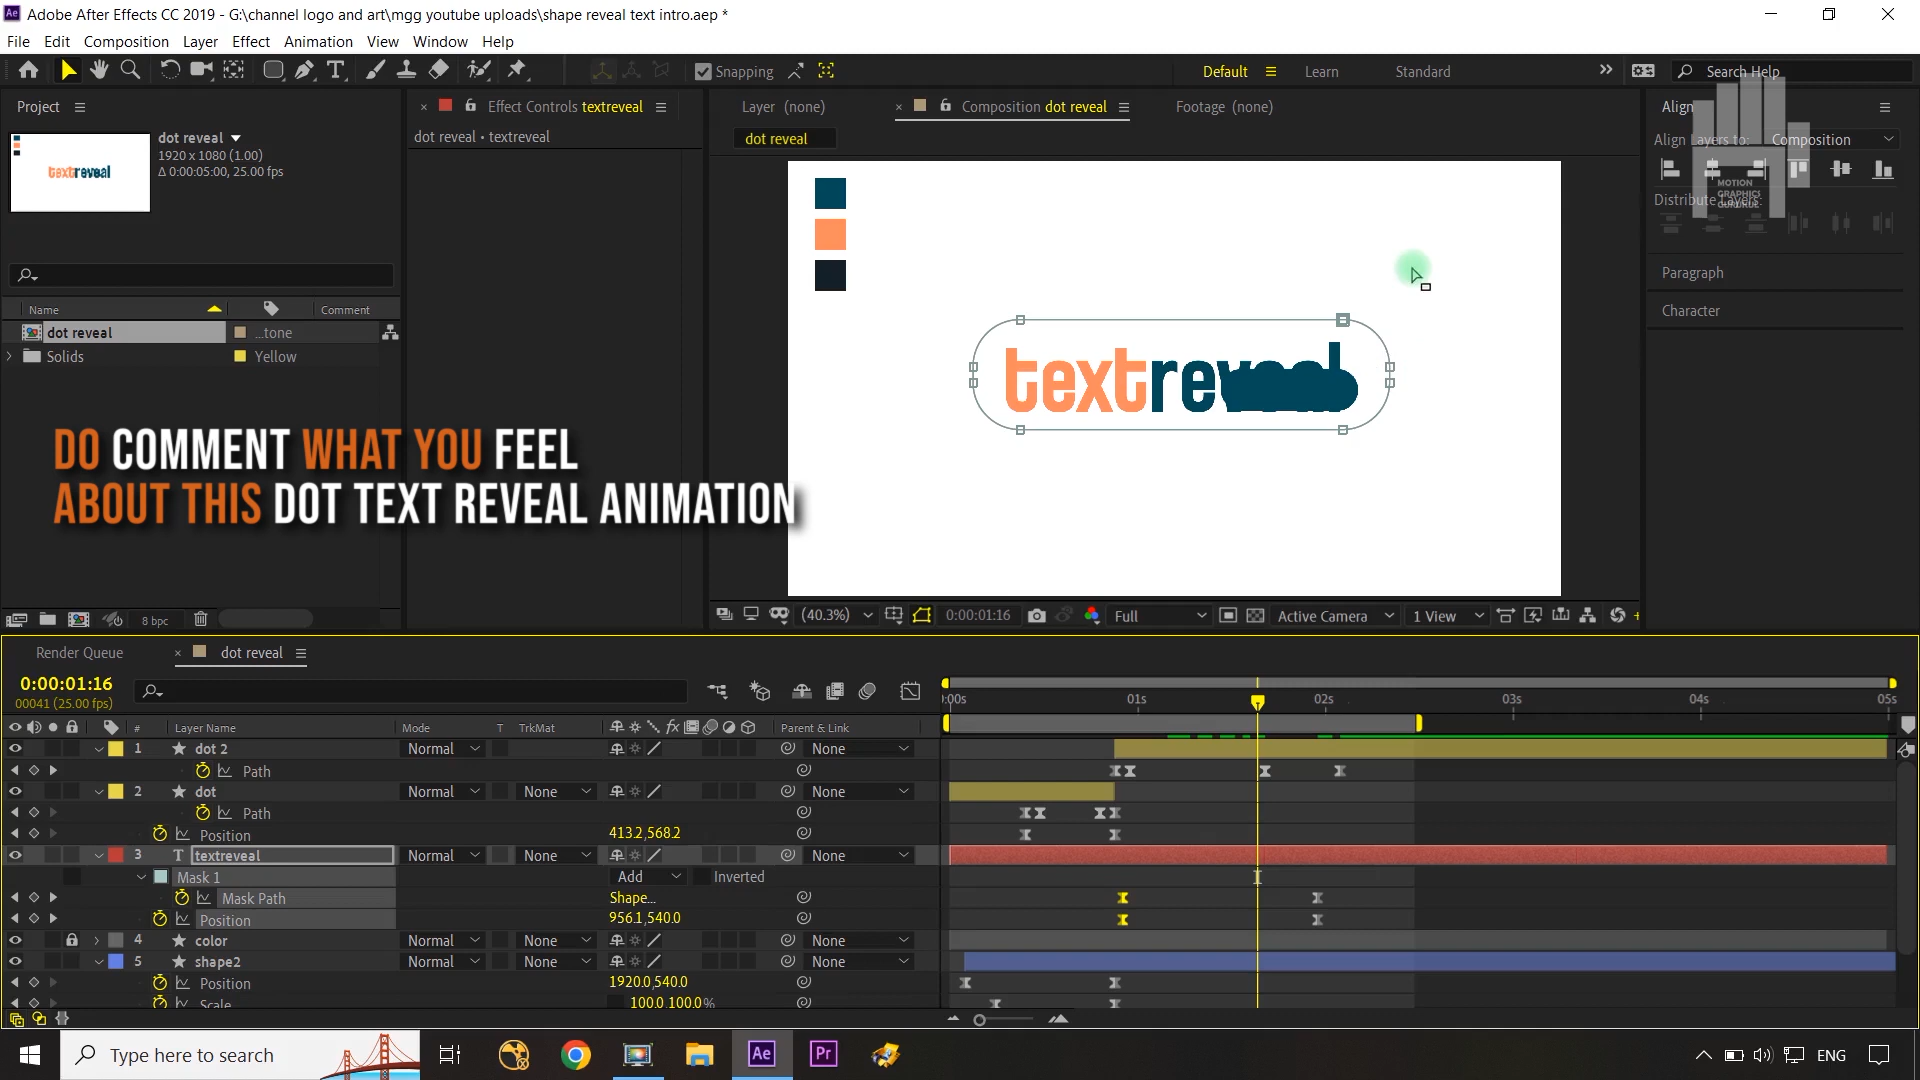 Adobe After Effects CC 2019 - G:\channel logo and art\mgg youtube uploads\shape reveal text intro.aep *
File Edit Composition Layer Effect Animation View Window Help
Snapping
Default Learn Standard
Search Help
Project
Effect Controls textreveal
Layer (none)
Composition dot reveal
Footage (none)
Align
dot reveal • textreveal
dot reveal
dot reveal
1920 x 1080 (1.00)
Δ 0:00:05:00, 25.00 fps
textreveal
Align Layers to: Composition
MOTION
GRAPHICS
Distribute Layers:
Paragraph
Character
Name Comment
dot reveal ...tone
Solids Yellow
textreveal
DO COMMENT WHAT YOU FEEL
ABOUT THIS DOT TEXT REVEAL ANIMATION
8 bpc
(40.3%) 0:00:01:16 Full Active Camera 1 View
Render Queue
dot reveal
0:00:01:16
00041 (25.00 fps)
:00s 01s 02s 03s 04s 05s
# Layer Name Mode T TrkMat fx Parent & Link
1 dot 2 Normal None
Path
2 dot Normal None None
Path
Position 413.2,568.2
3 T textreveal Normal None None
Mask 1 Add Inverted
Mask Path Shape...
Position 956.1,540.0
4 color Normal None None
5 shape2 Normal None None
Position 1920.0,540.0
Scale 100.0,100.0%
Type here to search
Ae
Pr
ENG